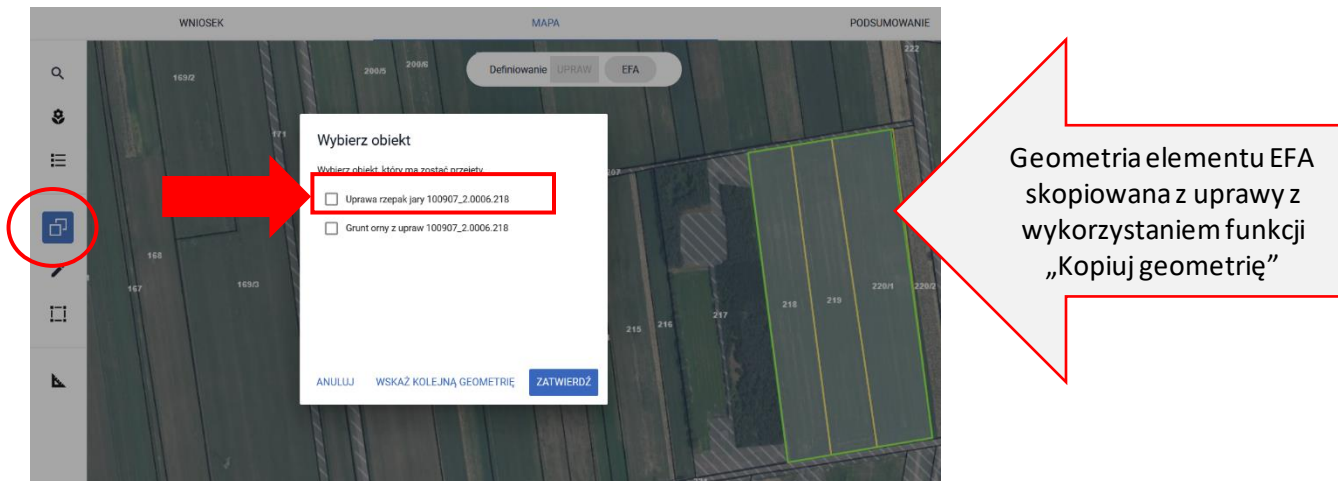 WNIOSEK
MAPA
PODSUMOWANIE
Definiowanie UPRAW EFA
222
169/2
200/5
200/6
171
207
Wybierz obiekt
Wybierz obiekt, który ma zostać przejęty
Uprawa rzepak jary 100907_2.0006.218
Grunt orny z upraw 100907_2.0006.218
ANULUJ
WSKAŻ KOLEJNĄ GEOMETRIĘ
ZATWIERDŹ
168
167
169/3
215
216
217
218
219
220/1
220/2
Geometria elementu EFA
skopiowana z uprawy z
wykorzystaniem funkcji
„Kopiuj geometrię”